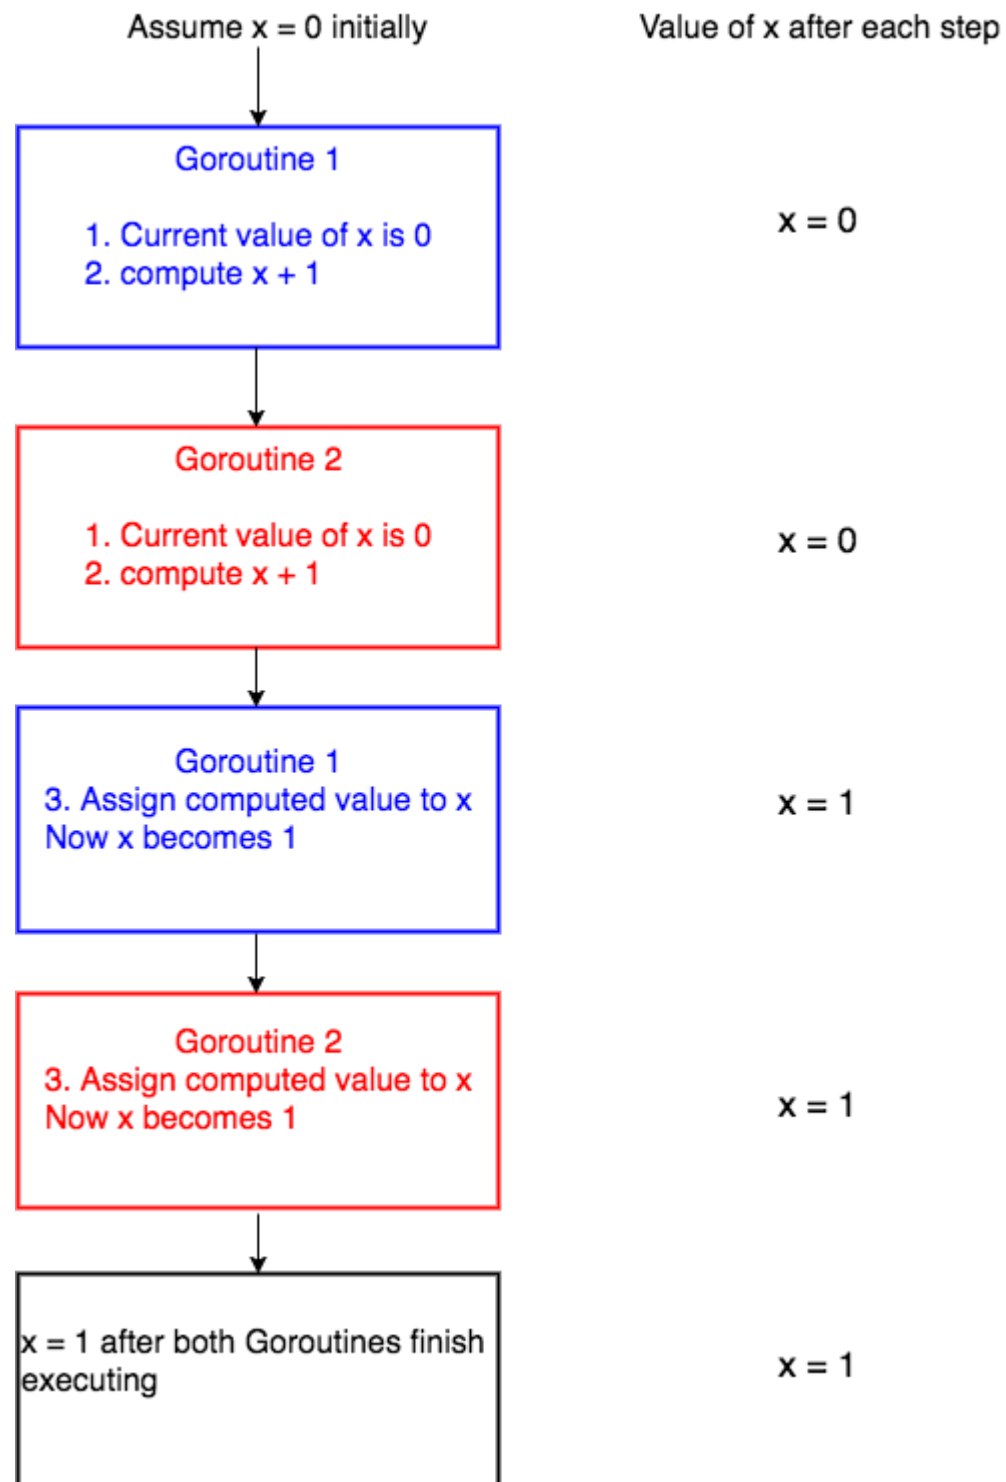 Assume x = 0 initially
Value of x after each step
Goroutine 1
1. Current value of x is 0
2. compute x + 1
x = 0
Goroutine 2
1. Current value of x is 0
2. compute x + 1
x = 0
Goroutine 1
3. Assign computed value to x
Now x becomes 1
x = 1
Goroutine 2
3. Assign computed value to x
Now x becomes 1
x = 1
x = 1 after both Goroutines finish
executing
x = 1